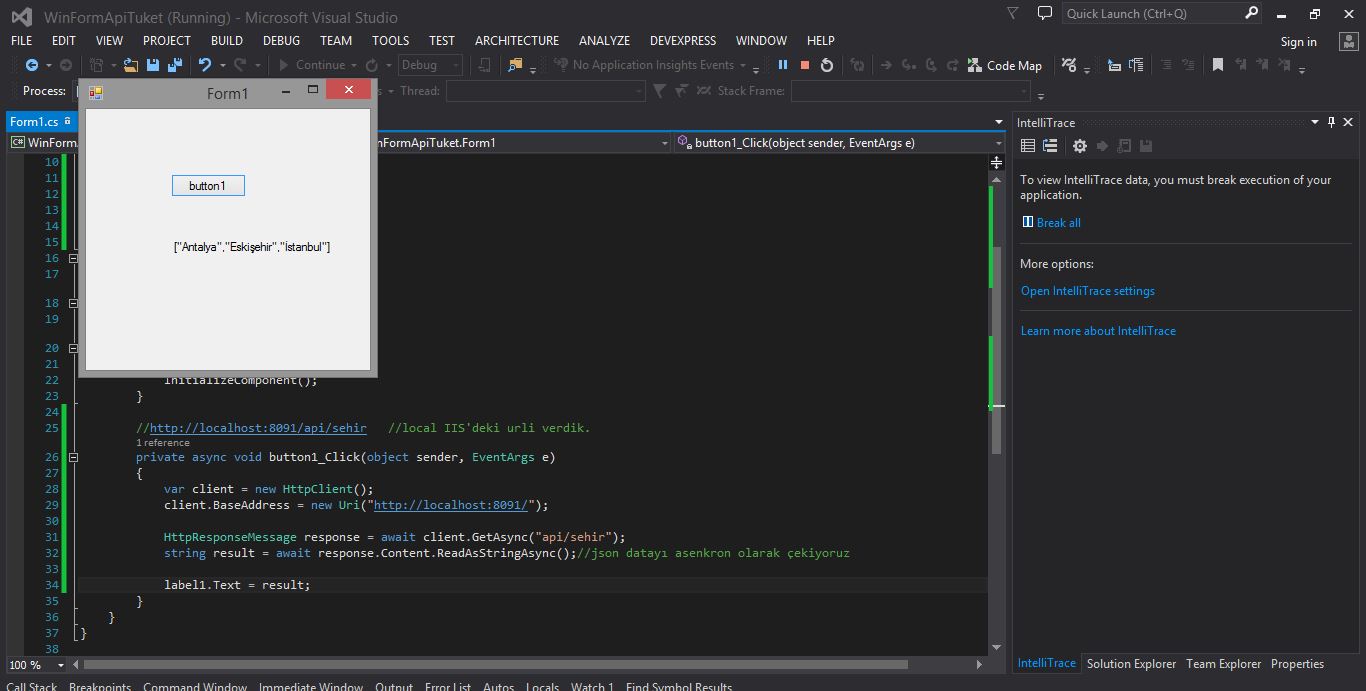 WinFormApiTuket (Running) - Microsoft Visual Studio
Quick Launch (Ctrl+Q)
FILE EDIT VIEW PROJECT BUILD DEBUG TEAM TOOLS TEST ARCHITECTURE ANALYZE DEVEXPRESS WINDOW HELP
Sign in
Continue Debug No Application Insights Events Code Map
Process: Thread: Stack Frame:
Form1
Form1.cs
C# WinForm nFormApiTuket.Form1 button1_Click(object sender, EventArgs e)
button1
["Antalya","Eskişehir","İstanbul"]
10
11
12
13
14
15
16
17
18
19
20
21
22 InitializeComponent();
23 }
24
25 //http://localhost:8091/api/sehir //local IIS'deki urli verdik.
1 reference
26 private async void button1_Click(object sender, EventArgs e)
27 {
28 var client = new HttpClient();
29 client.BaseAddress = new Uri("http://localhost:8091/");
30
31 HttpResponseMessage response = await client.GetAsync("api/sehir");
32 string result = await response.Content.ReadAsStringAsync();//json datayı asenkron olarak çekiyoruz
33
34 label1.Text = result;
35 }
36 }
37 }
38
100 %
IntelliTrace
To view IntelliTrace data, you must break execution of your
application.
Break all
More options:
Open IntelliTrace settings
Learn more about IntelliTrace
IntelliTrace Solution Explorer Team Explorer Properties
Call Stack Breakpoints Command Window Immediate Window Output Error List Autos Locals Watch 1 Find Symbol Results